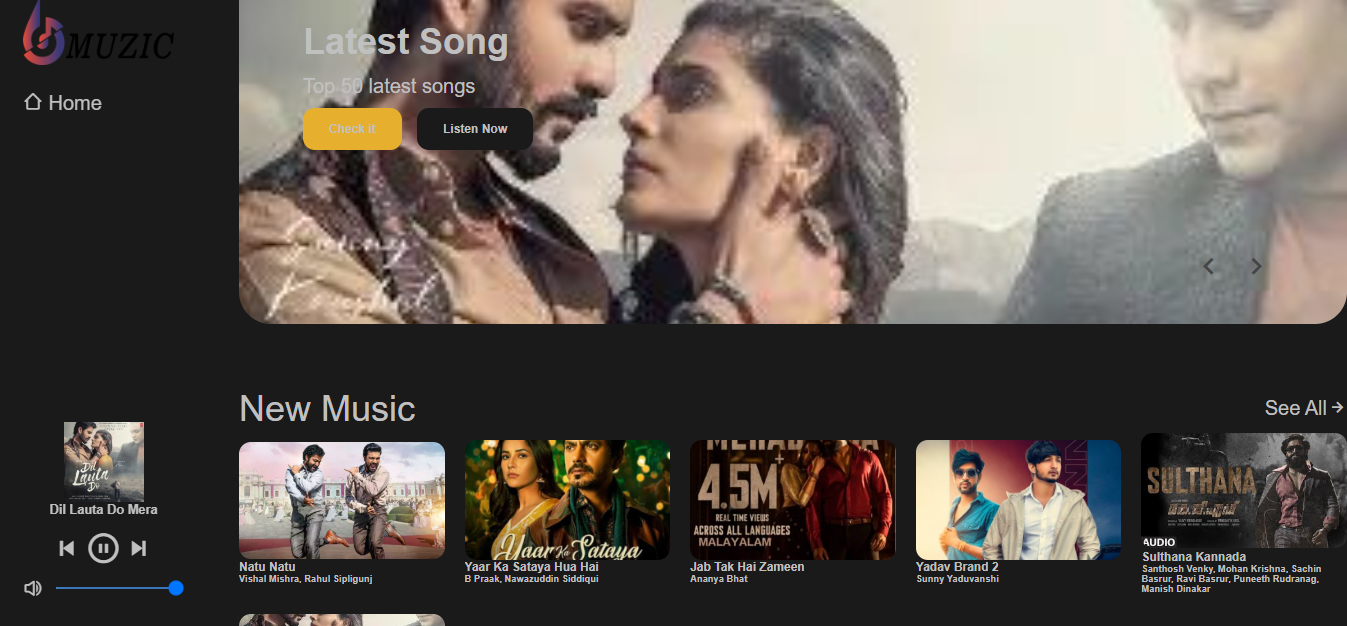 MUZIC
Home
Latest Song
Top 50 latest songs
Check it
Listen Now
New Music
See All
Dil
Lauta
Do
Dil Lauta Do Mera
Natu Natu
Vishal Mishra, Rahul Sipligunj
Yaar Ka Sataya
Yaar Ka Sataya Hua Hai
B Praak, Nawazuddin Siddiqui
4.5M+
REAL TIME VIEWS
ACROSS ALL LANGUAGES
MALAYALAM
Jab Tak Hai Zameen
Ananya Bhat
Yadav Brand 2
Sunny Yaduvanshi
SULTHANA
AUDIO
Sulthana Kannada
Santhosh Venky, Mohan Krishna, Sachin
Basrur, Ravi Basrur, Puneeth Rudranag,
Manish Dinakar